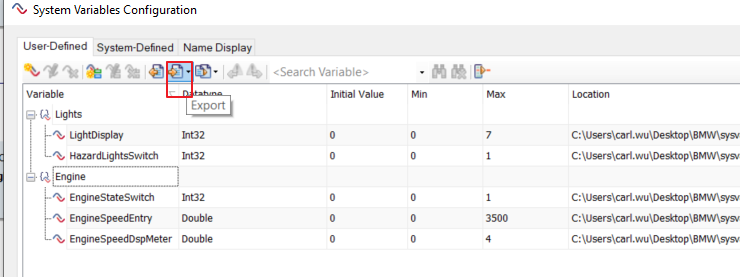 System Variables Configuration
User-Defined System-Defined Name Display
<Search Variable>
Variable Datatype Initial Value Min Max Location
Export
Lights
LightDisplay Int32 0 0 7 C:\Users\carl.wu\Desktop\BMW\sysv
HazardLightsSwitch Int32 0 0 1 C:\Users\carl.wu\Desktop\BMW\sysv
Engine
EngineStateSwitch Int32 0 0 1 C:\Users\carl.wu\Desktop\BMW\sysv
EngineSpeedEntry Double 0 0 3500 C:\Users\carl.wu\Desktop\BMW\sysv
EngineSpeedDspMeter Double 0 0 4 C:\Users\carl.wu\Desktop\BMW\sysv